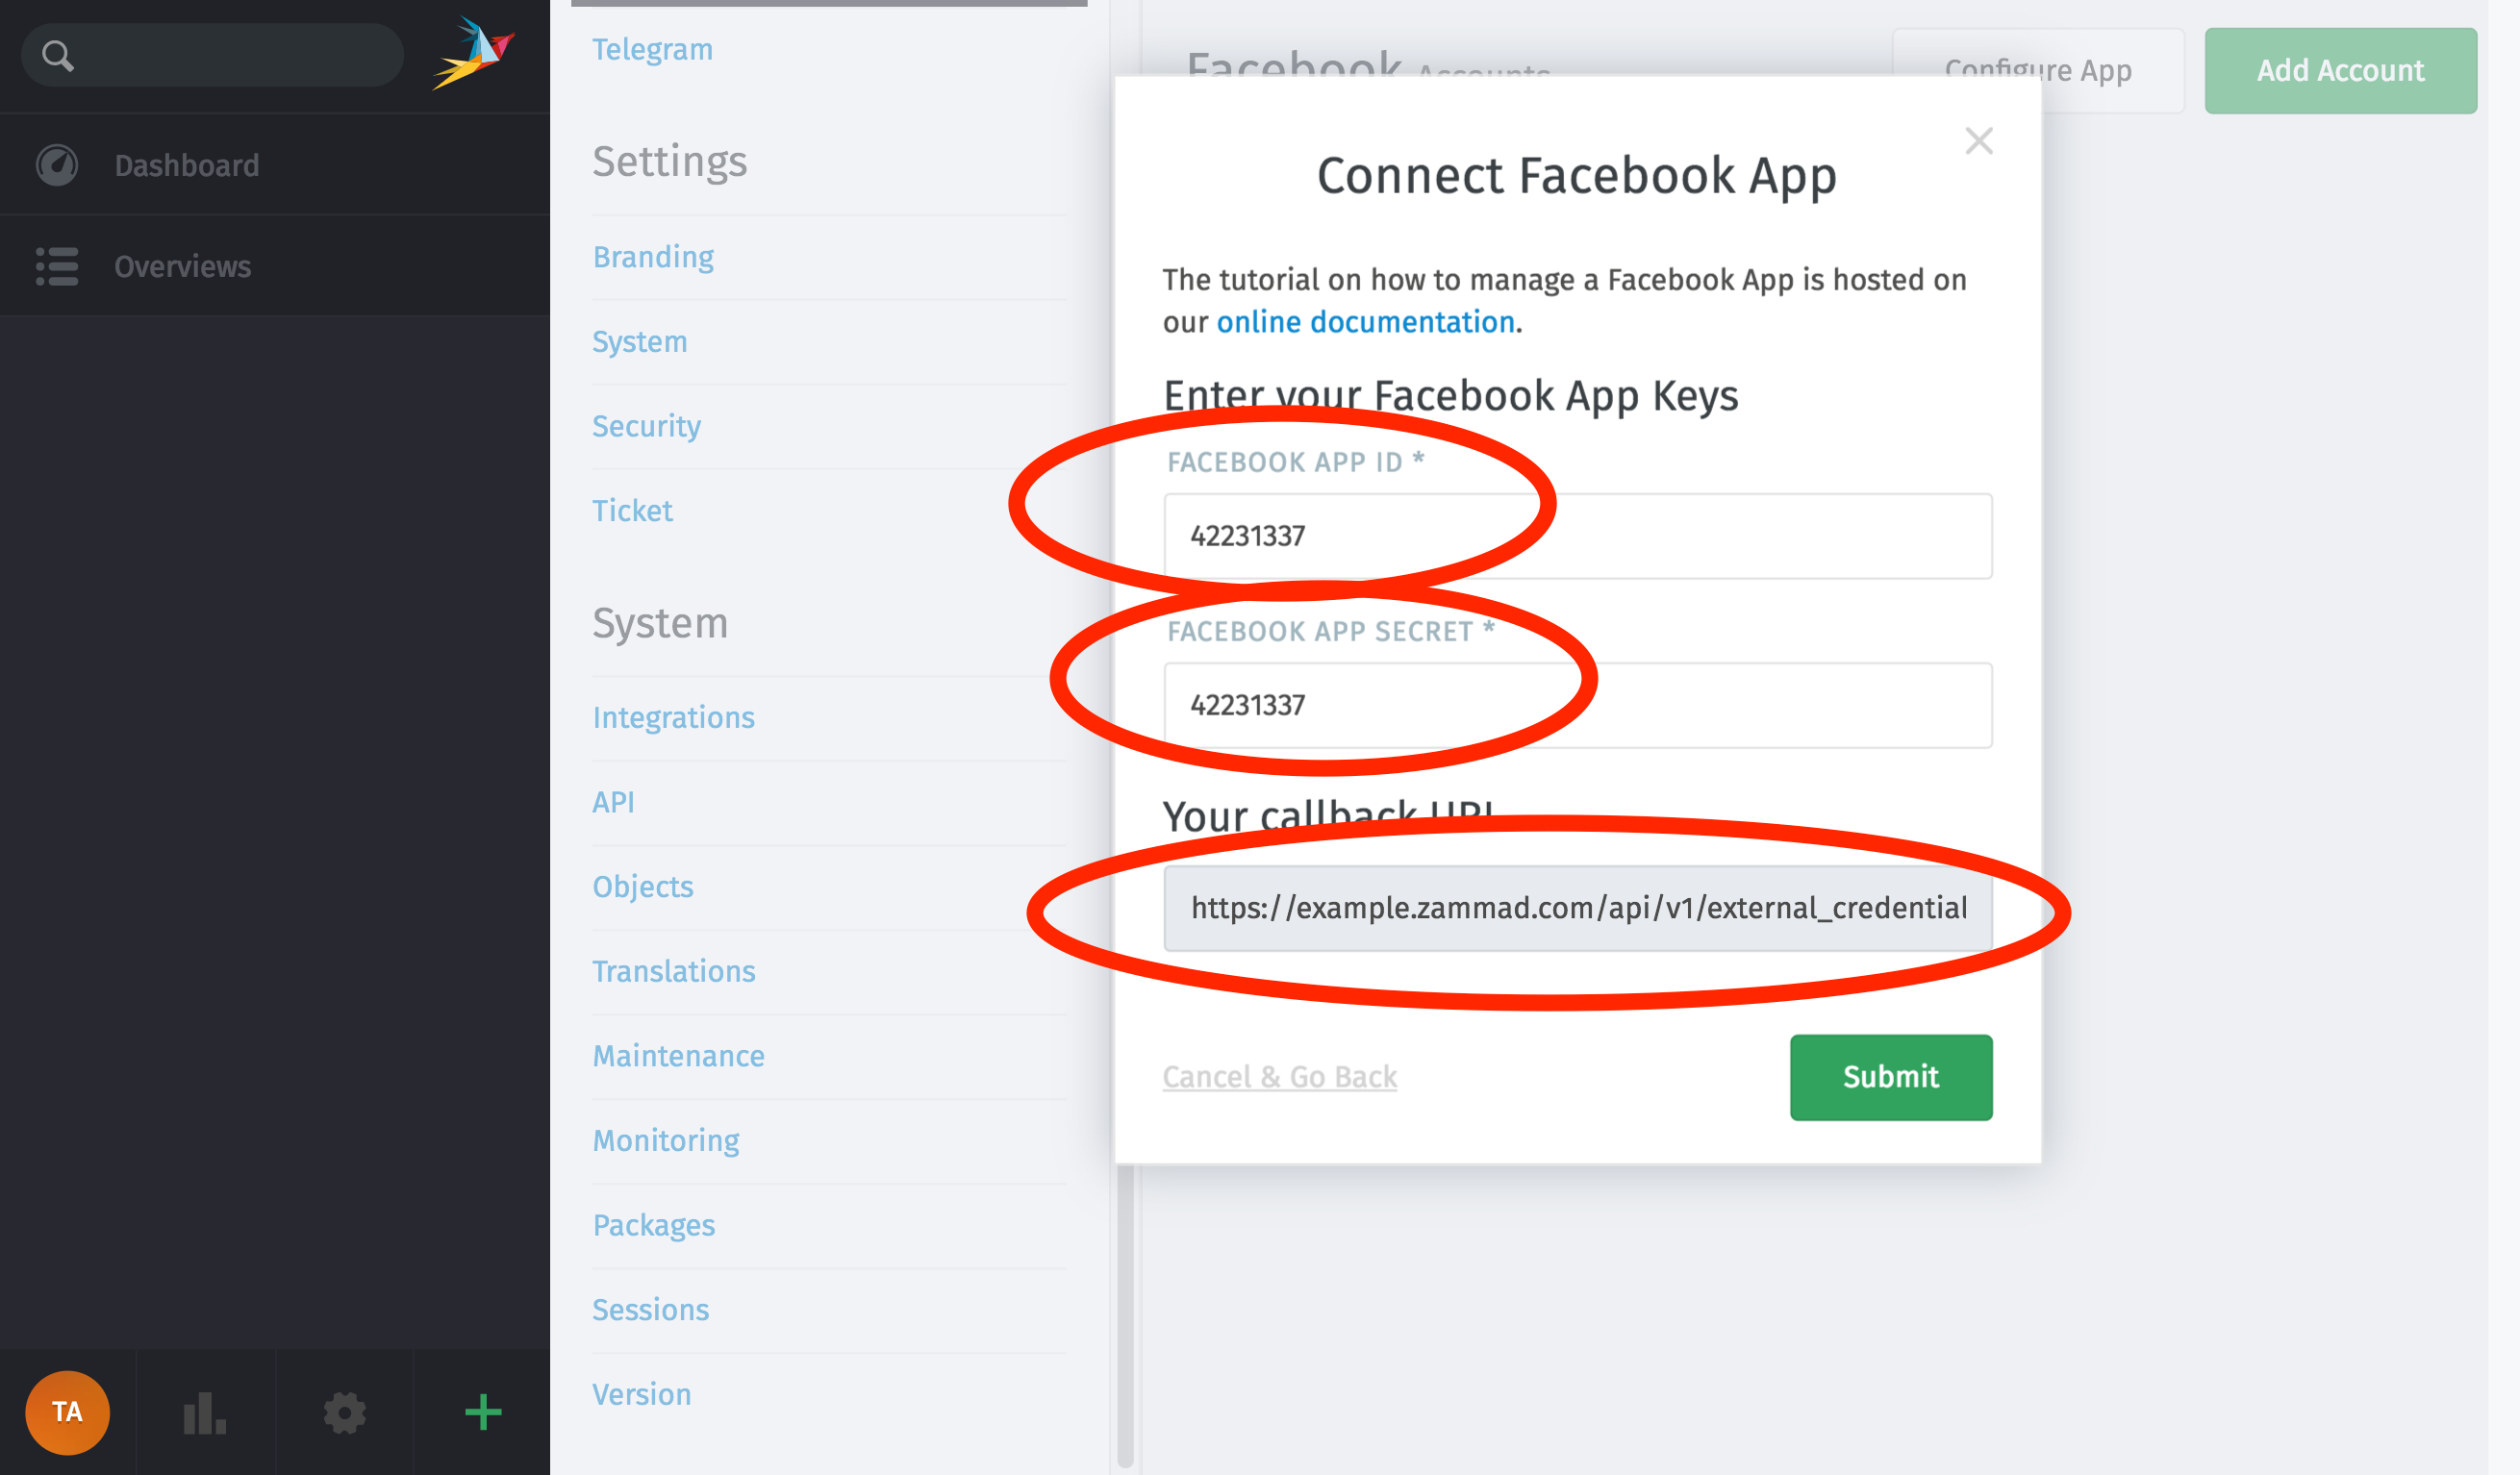 Dashboard
Overviews
TA
Telegram
Settings
Branding
System
Security
Ticket
System
Integrations
API
Objects
Translations
Maintenance
Monitoring
Packages
Sessions
Version
Facebook Accounts
Configure App
Add Account
Connect Facebook App
The tutorial on how to manage a Facebook App is hosted on
our online documentation.
Enter your Facebook App Keys
FACEBOOK APP ID *
42231337
FACEBOOK APP SECRET *
42231337
Your callback URL
https://example.zammad.com/api/v1/external_credential
Cancel & Go Back
Submit